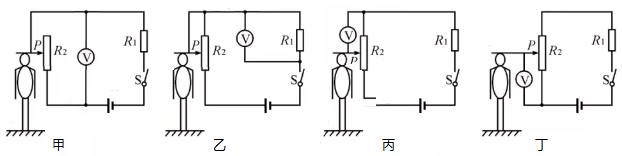 P R₂ V R₁ S
甲
P R₂ V R₁ S
乙
V P R₂ R₁ S
丙
P R₂ V R₁ S
丁